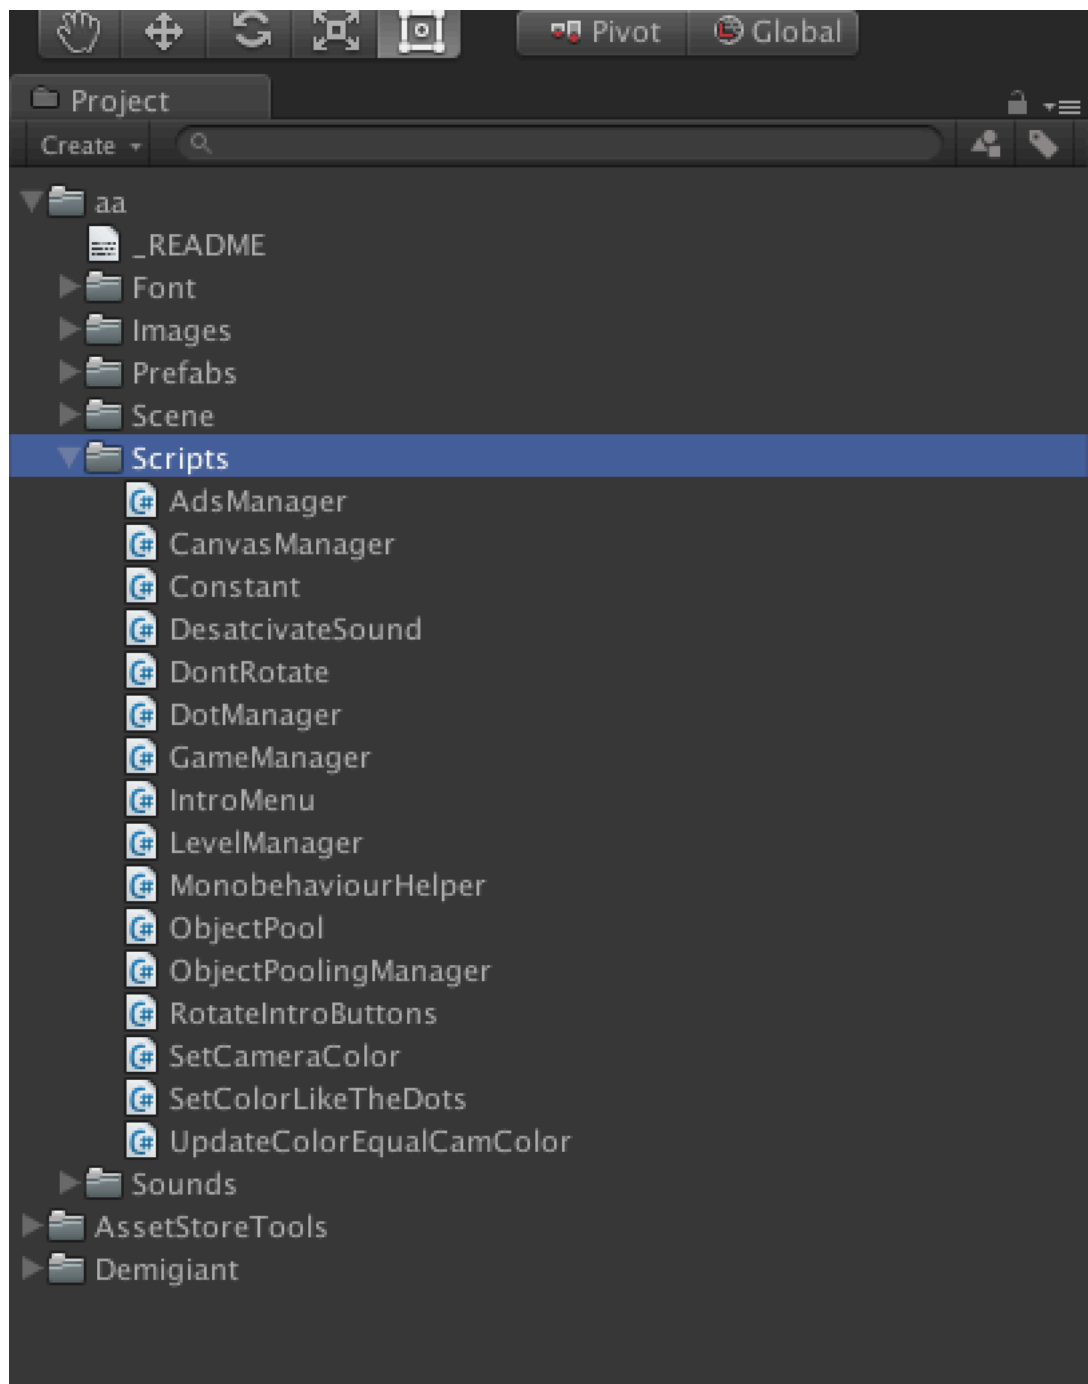 Pivot Global
Project
Create
aa
_README
Font
Images
Prefabs
Scene
Scripts
AdsManager
CanvasManager
Constant
DesatcivateSound
DontRotate
DotManager
GameManager
IntroMenu
LevelManager
MonobehaviourHelper
ObjectPool
ObjectPoolingManager
RotateIntroButtons
SetCameraColor
SetColorLikeTheDots
UpdateColorEqualCamColor
Sounds
AssetStoreTools
Demigiant